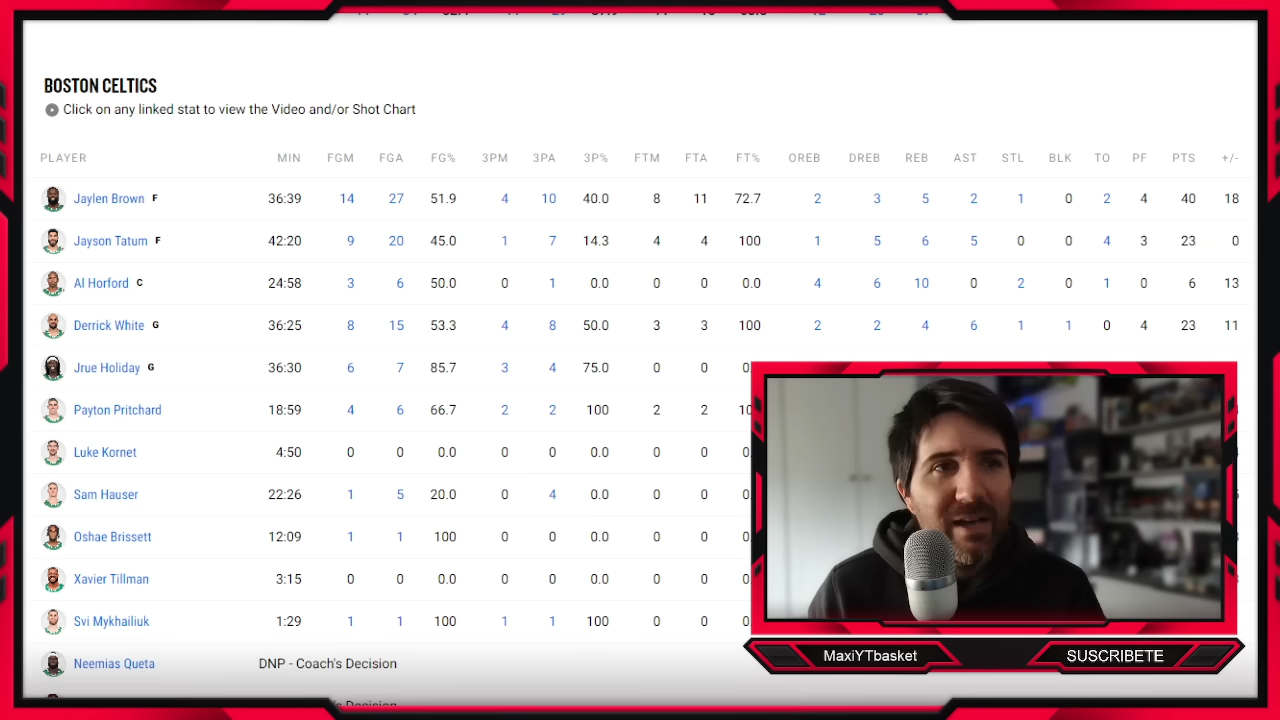 BOSTON CELTICS
Click on any linked stat to view the Video and/or Shot Chart
PLAYER MIN FGM FGA FG% 3PM 3PA 3P% FTM FTA FT% OREB DREB REB AST STL BLK TO PF PTS +/-
Jaylen Brown F 36:39 14 27 51.9 4 10 40.0 8 11 72.7 2 3 5 2 1 0 2 4 40 18
Jayson Tatum F 42:20 9 20 45.0 1 7 14.3 4 4 100 1 5 6 5 0 0 4 3 23 0
Al Horford C 24:58 3 6 50.0 0 1 0.0 0 0 0.0 4 6 10 0 2 0 1 0 6 13
Derrick White G 36:25 8 15 53.3 4 8 50.0 3 3 100 2 2 4 6 1 1 0 4 23 11
Jrue Holiday G 36:30 6 7 85.7 3 4 75.0 0 0
Payton Pritchard 18:59 4 6 66.7 2 2 100 2 2
Luke Kornet 4:50 0 0 0.0 0 0 0.0 0 0
Sam Hauser 22:26 1 5 20.0 0 4 0.0 0 0
Oshae Brissett 12:09 1 1 100 0 0 0.0 0 0
Xavier Tillman 3:15 0 0 0.0 0 0 0.0 0 0
Svi Mykhailiuk 1:29 1 1 100 1 1 100 0 0
Neemias Queta DNP - Coach's Decision
Decision
MaxiYTbasket SUSCRIBETE